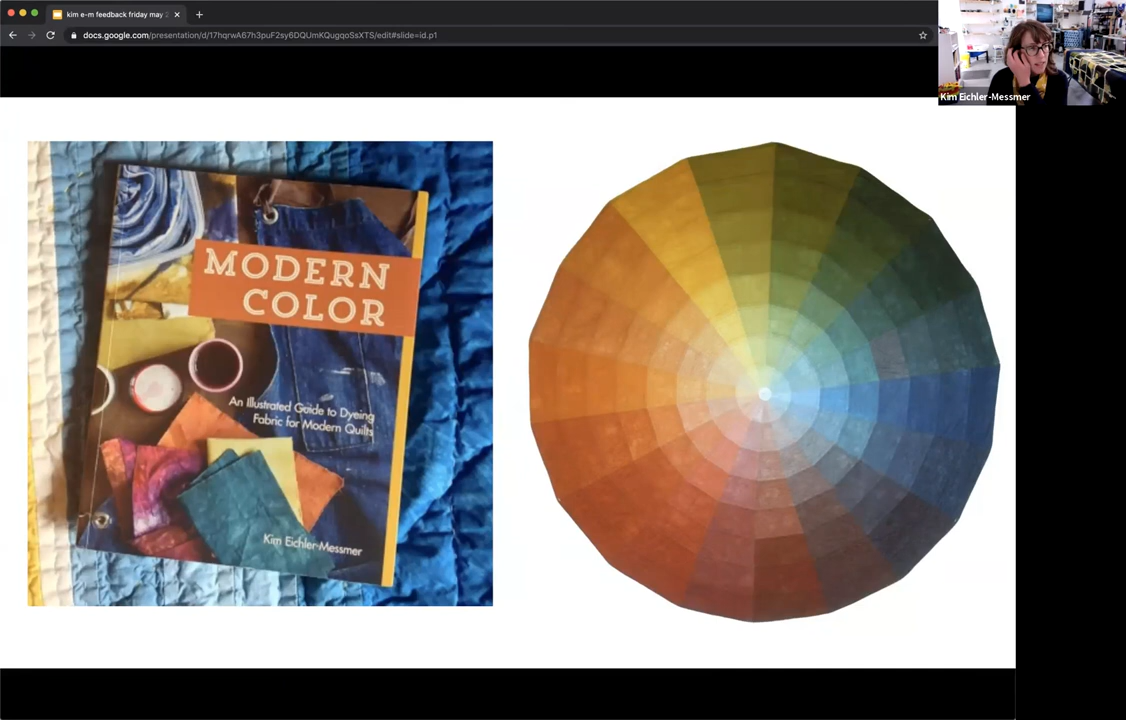 kim e-m feedback friday may 2
docs.google.com/presentation/d/17hqrwA67h3puF2sy6DQUmKQugqoSsXTS/edit#slide=id.p1
Kim Eichler-Messmer
MODERN
COLOR
An Illustrated Guide to Dyeing
Fabric for Modern Quilts
Kim Eichler-Messmer